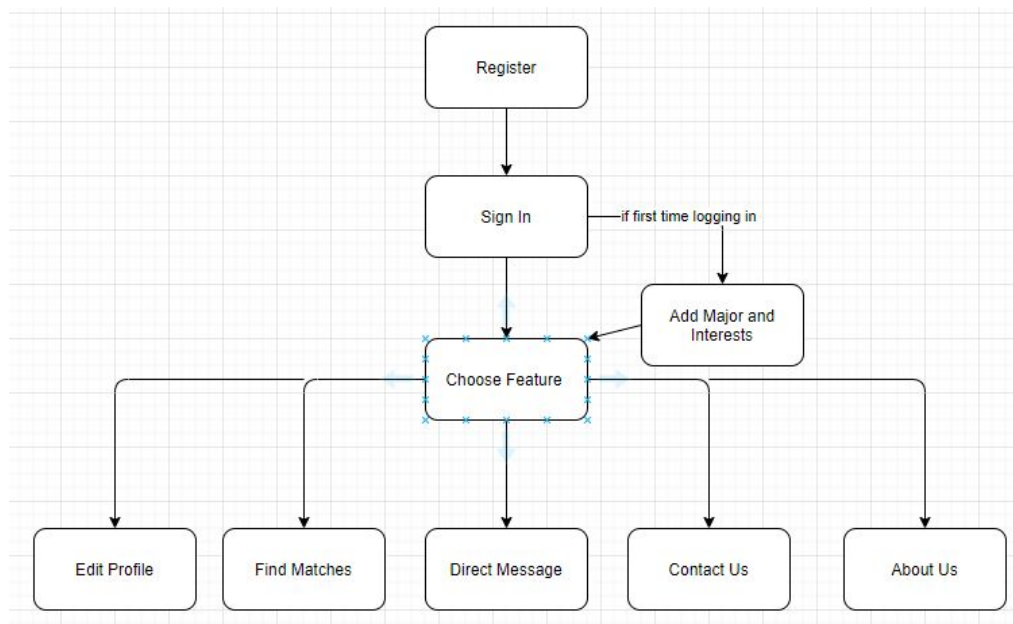 Register
Sign In
if first time logging in
Add Major and
Interests
Choose Feature
Edit Profile
Find Matches
Direct Message
Contact Us
About Us